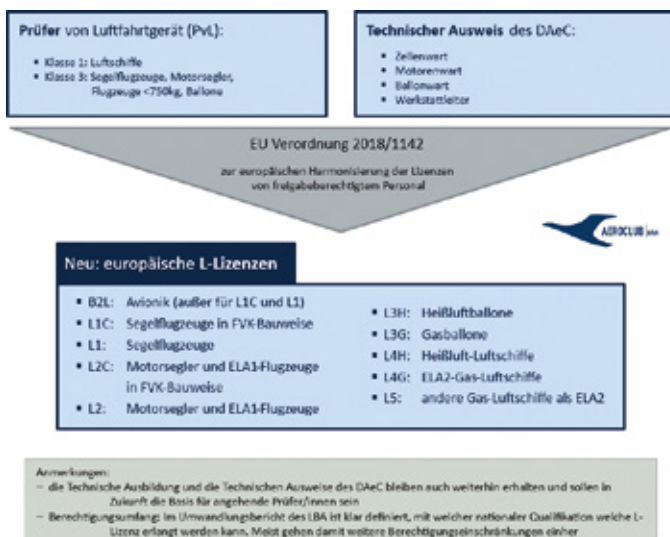 Prüfer von Luftfahrtgerät (PvL):
▪ Klasse 1: Luftschiffe
▪ Klasse 3: Segelflugzeuge, Motorsegler,
Flugzeuge <750kg, Ballone
Technischer Ausweis des DAeC:
▪ Zellenwart
▪ Motorenwart
▪ Ballonwart
▪ Werkstattleiter
EU Verordnung 2018/1142
zur europäischen Harmonisierung der Lizenzen
von freigabeberechtigtem Personal
AEROCLUB
Neu: europäische L-Lizenzen
▪ B2L: Avionik (außer für L1C und L1)
▪ L1C: Segelflugzeuge in FVK-Bauweise
▪ L1: Segelflugzeuge
▪ L2C: Motorsegler und ELA1-Flugzeuge
in FVK-Bauweise
▪ L2: Motorsegler und ELA1-Flugzeuge
▪ L3H: Heißluftballone
▪ L3G: Gasballone
▪ L4H: Heißluft-Luftschiffe
▪ L4G: ELA2-Gas-Luftschiffe
▪ L5: andere Gas-Luftschiffe als ELA2
Anmerkungen:
– die Technische Ausbildung und die Technischen Ausweise des DAeC bleiben auch weiterhin erhalten und sollen in
Zukunft die Basis für angehende Prüfer/innen sein
– Berechtigungsumfang: Im Umwandlungsbericht des LBA ist klar definiert, mit welcher nationaler Qualifikation welche L-
Lizenz erlangt werden kann. Meist gehen damit weitere Berechtigungseinschränkungen einher